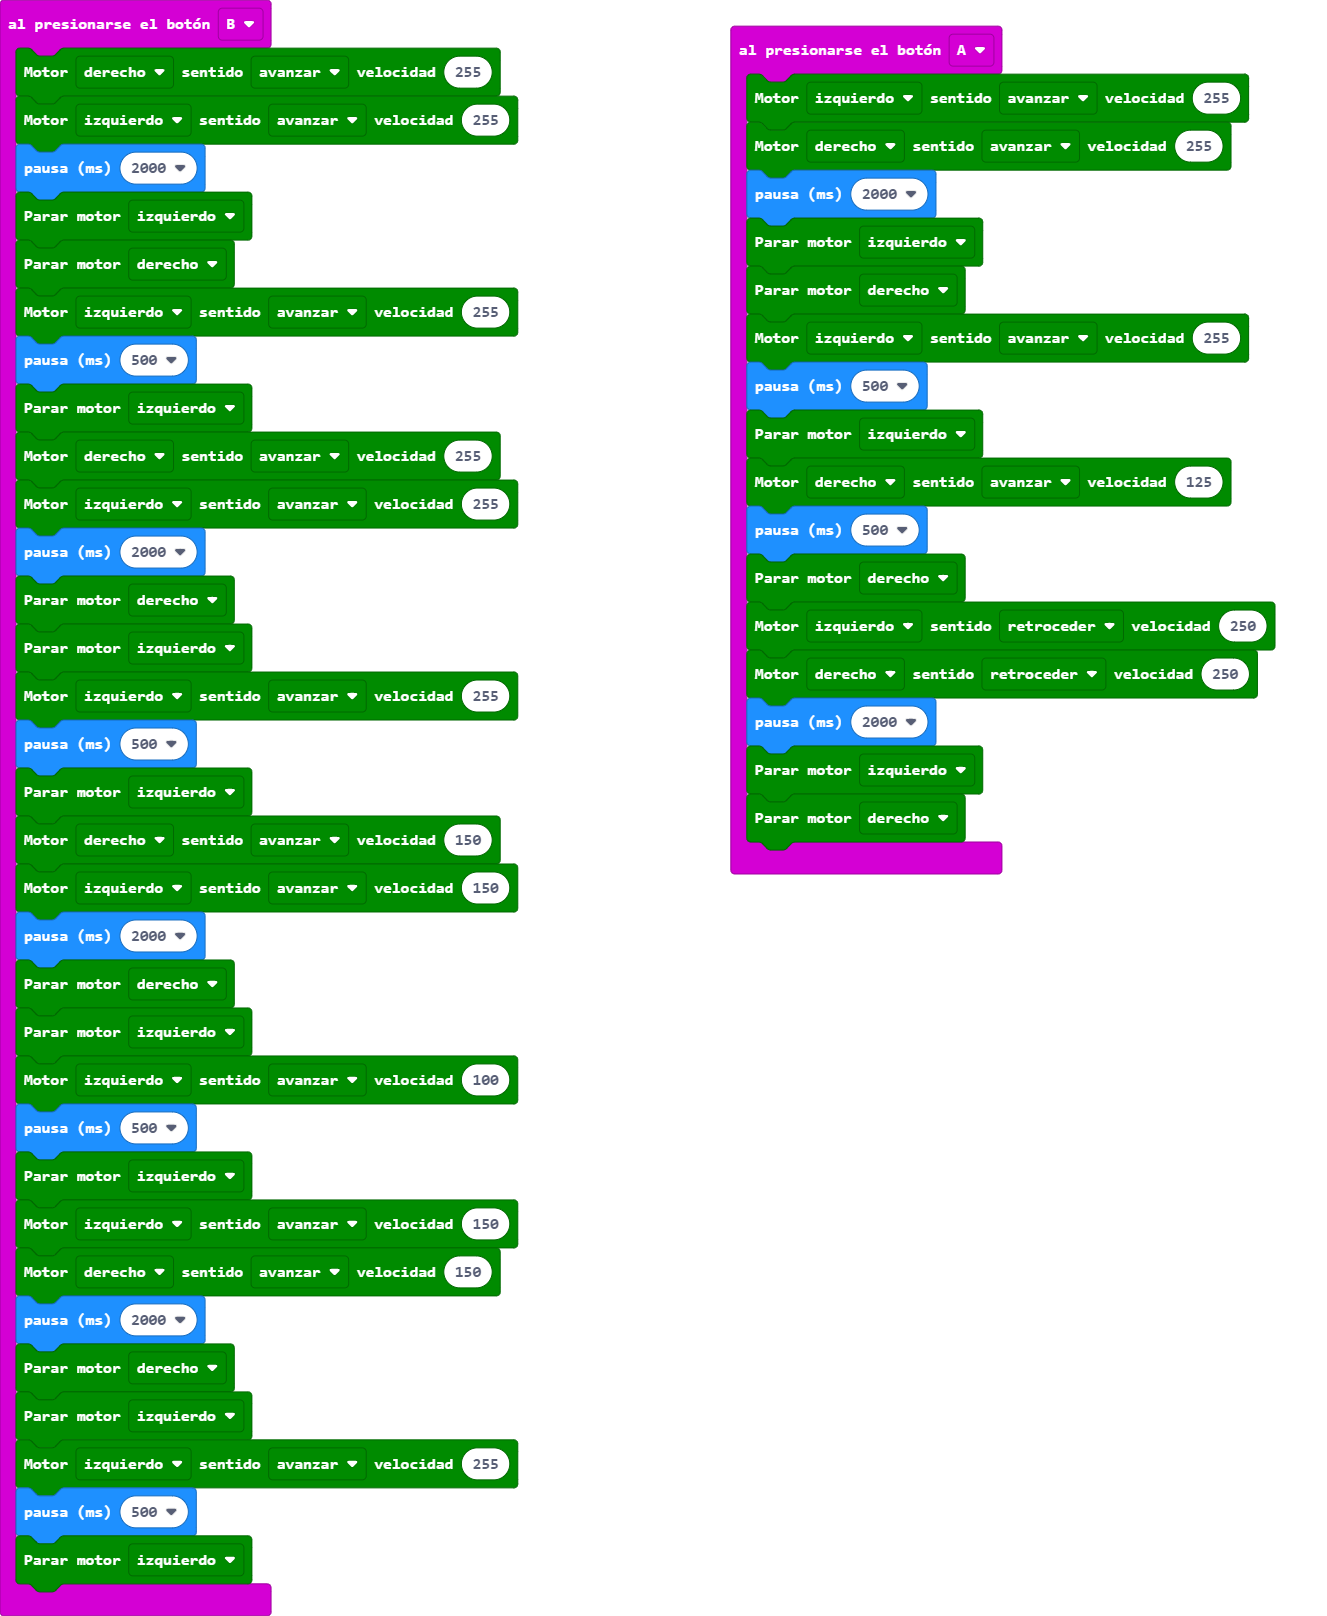 al presionarse el botón B
Motor derecho sentido avanzar velocidad 255
Motor izquierdo sentido avanzar velocidad 255
pausa (ms) 2000
Parar motor izquierdo
Parar motor derecho
Motor izquierdo sentido avanzar velocidad 255
pausa (ms) 500
Parar motor izquierdo
Motor derecho sentido avanzar velocidad 255
Motor izquierdo sentido avanzar velocidad 255
pausa (ms) 2000
Parar motor derecho
Parar motor izquierdo
Motor izquierdo sentido avanzar velocidad 255
pausa (ms) 500
Parar motor izquierdo
Motor derecho sentido avanzar velocidad 150
Motor izquierdo sentido avanzar velocidad 150
pausa (ms) 2000
Parar motor derecho
Parar motor izquierdo
Motor izquierdo sentido avanzar velocidad 100
pausa (ms) 500
Parar motor izquierdo
Motor izquierdo sentido avanzar velocidad 150
Motor derecho sentido avanzar velocidad 150
pausa (ms) 2000
Parar motor derecho
Parar motor izquierdo
Motor izquierdo sentido avanzar velocidad 255
pausa (ms) 500
Parar motor izquierdo
al presionarse el botón A
Motor izquierdo sentido avanzar velocidad 255
Motor derecho sentido avanzar velocidad 255
pausa (ms) 2000
Parar motor izquierdo
Parar motor derecho
Motor izquierdo sentido avanzar velocidad 255
pausa (ms) 500
Parar motor izquierdo
Motor derecho sentido avanzar velocidad 125
pausa (ms) 500
Parar motor derecho
Motor izquierdo sentido retroceder velocidad 250
Motor derecho sentido retroceder velocidad 250
pausa (ms) 2000
Parar motor izquierdo
Parar motor derecho